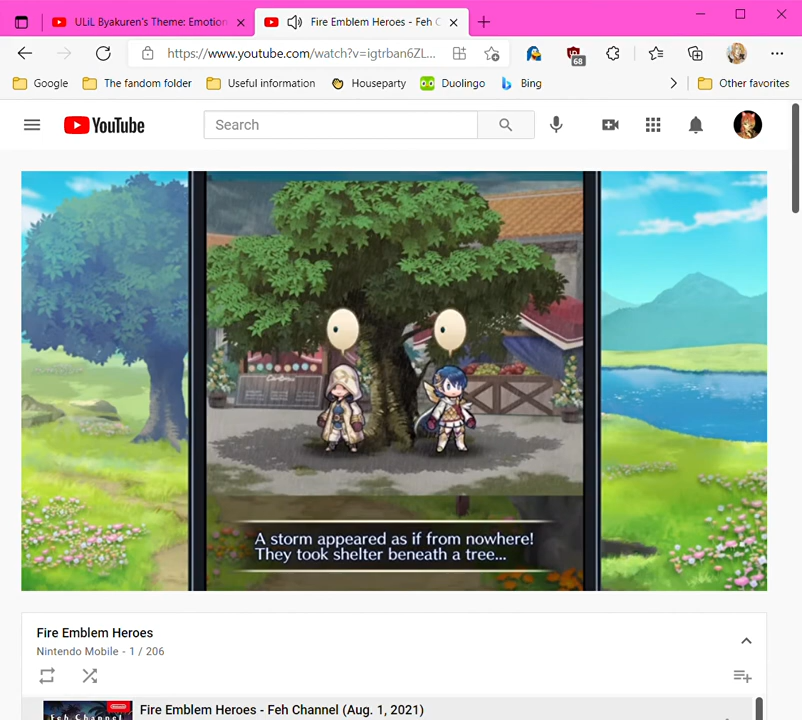 ULiL Byakuren's Theme: Emotion
Fire Emblem Heroes - Feh C
https://www.youtube.com/watch?v=igtrban6ZL...
68
Google
The fandom folder
Useful information
Houseparty
Duolingo
Bing
Other favorites
YouTube
Search
A storm appeared as if from nowhere!
They took shelter beneath a tree...
Fire Emblem Heroes
Nintendo Mobile - 1 / 206
Feh Channel
Fire Emblem Heroes - Feh Channel (Aug. 1, 2021)